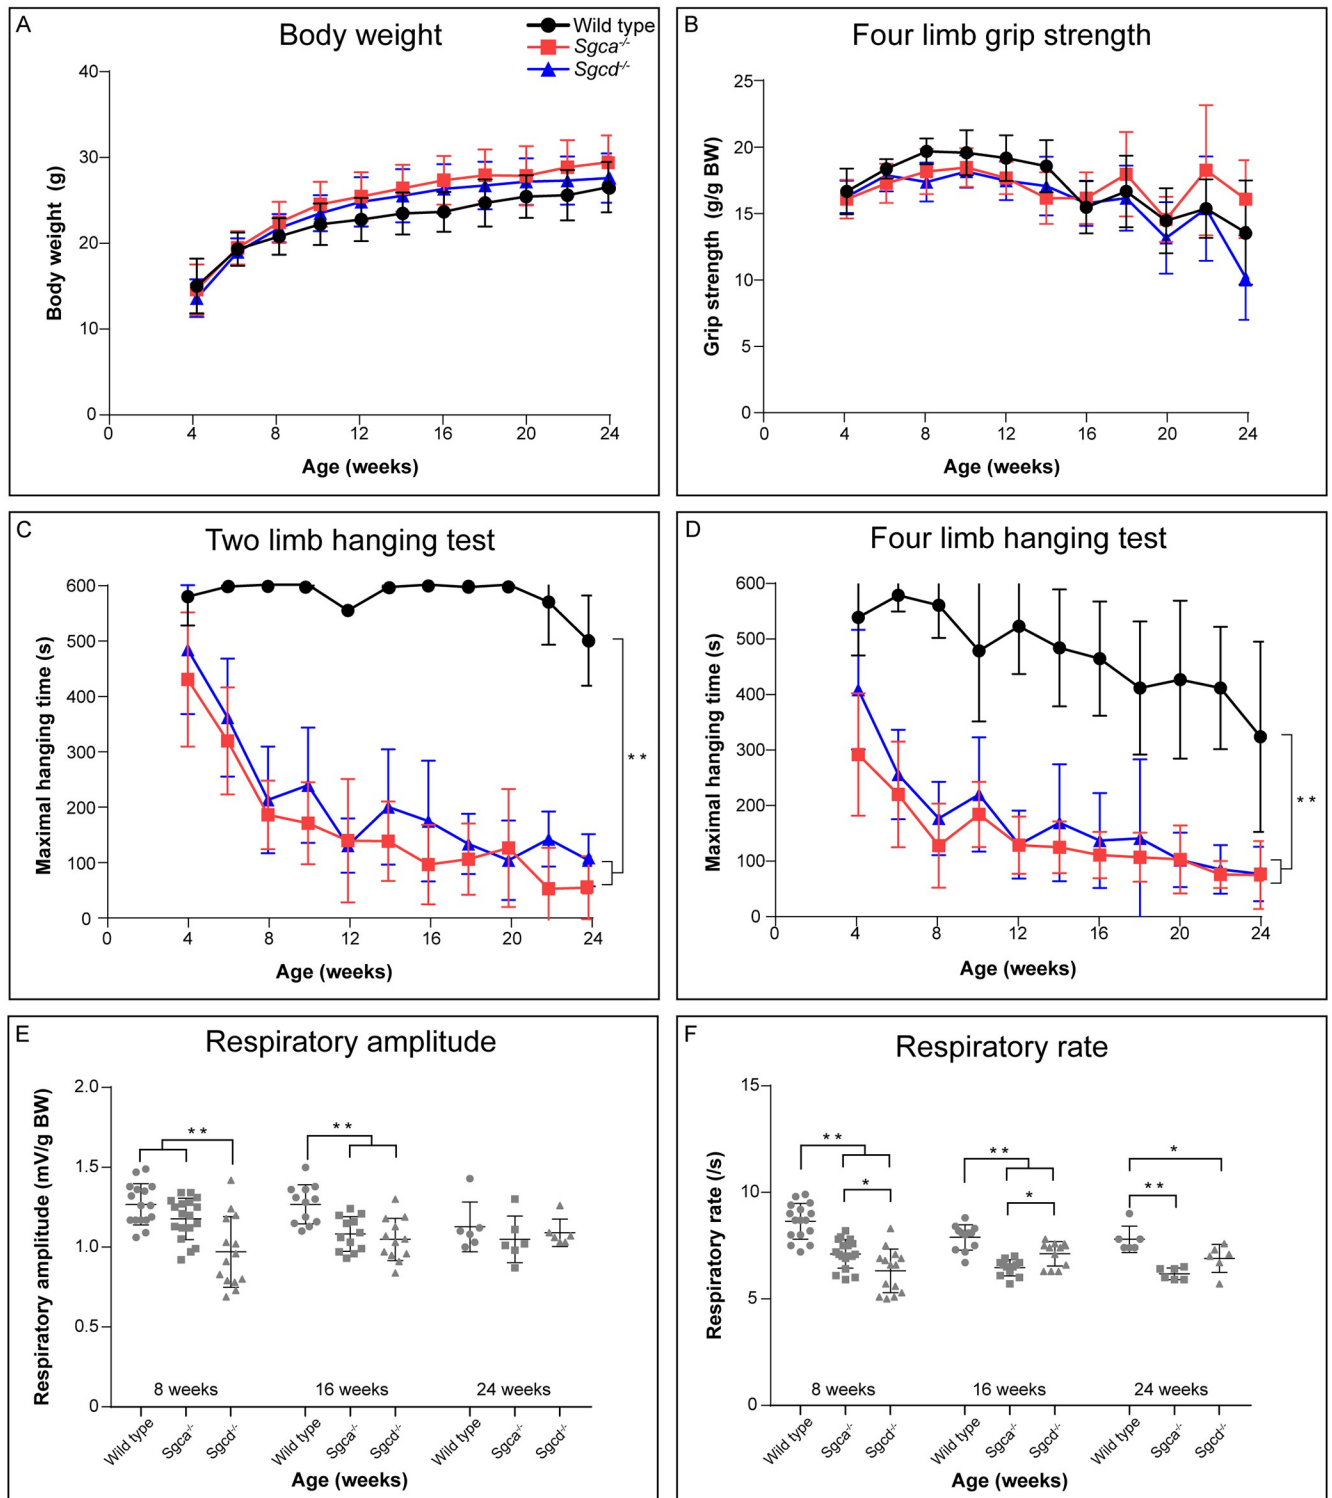 A
Body weight
Wild type
Sgca-/-
Sgcd-/-
40
30
20
10
0
Body weight (g)
0 4 8 12 16 20 24
Age (weeks)
B
Four limb grip strength
25
20
15
10
5
0
Grip strength (g/g BW)
0 4 8 12 16 20 24
Age (weeks)
C
Two limb hanging test
600
500
400
300
200
100
0
Maximal hanging time (s)
* *
0 4 8 12 16 20 24
Age (weeks)
D
Four limb hanging test
600
500
400
300
200
100
0
Maximal hanging time (s)
* *
0 4 8 12 16 20 24
Age (weeks)
E
Respiratory amplitude
2.0
1.5
1.0
0.5
0
Respiratory amplitude (mV/g BW)
* *
* *
8 weeks 16 weeks 24 weeks
Wild type Sgca-/- Sgcd-/- Wild type Sgca-/- Sgcd-/- Wild type Sgca-/- Sgcd-/-
Age (weeks)
F
Respiratory rate
15
10
5
0
Respiratory rate (/s)
* *
*
* *
*
*
* *
8 weeks 16 weeks 24 weeks
Wild type Sgca-/- Sgcd-/- Wild type Sgca-/- Sgcd-/- Wild type Sgca-/- Sgcd-/-
Age (weeks)